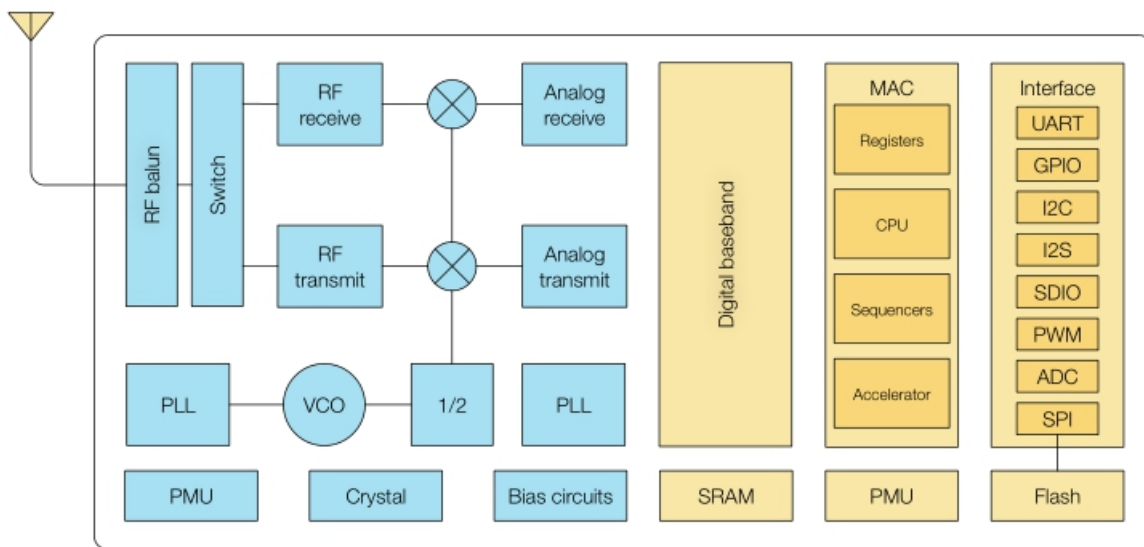 RF balun
Switch
RF
receive
Analog
receive
RF
transmit
Analog
transmit
PLL
VCO
1/2
PLL
PMU
Crystal
Bias circuits
Digital baseband
SRAM
MAC
Registers
CPU
Sequencers
Accelerator
PMU
Interface
UART
GPIO
I2C
I2S
SDIO
PWM
ADC
SPI
Flash